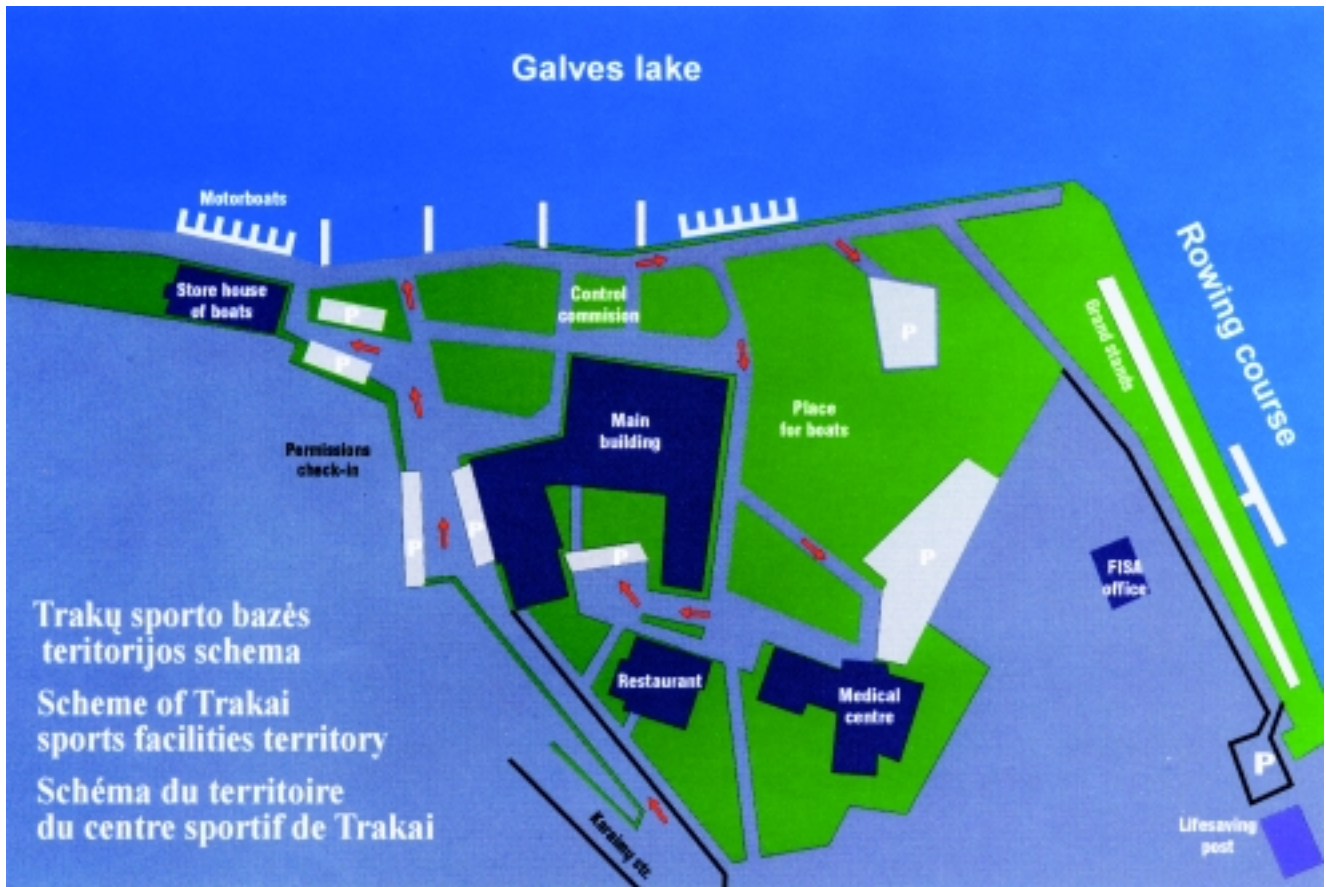 Galves lake
Motorboats
Rowing course
Store house
of boats
Control
commision
P
P
P
Grand stands
Main
building
Place
for boats
Permissions
check-in
P
P
P
P
FISA
office
Trakų sporto bazės
teritorijos schema
Restaurant
Medical
centre
Scheme of Trakai
sports facilities territory
P
Schéma du territoire
du centre sportif de Trakai
Karaimų str.
Lifesaving
post